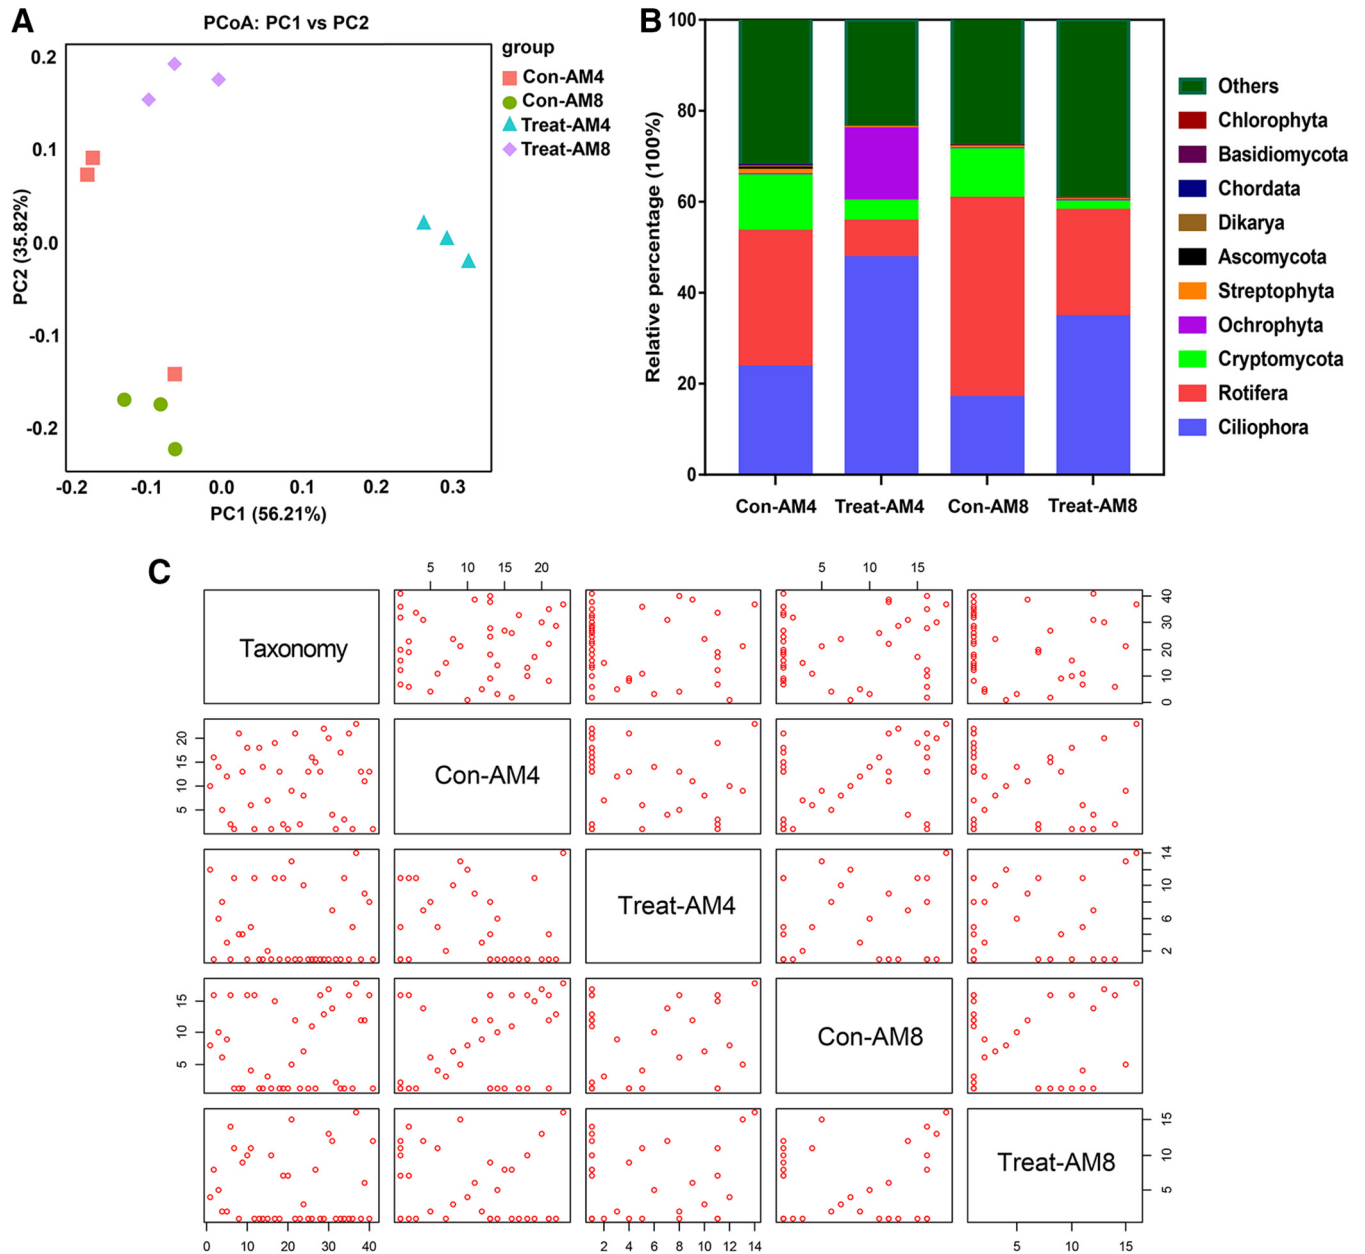 A
PCoA: PC1 vs PC2
0.2
0.1
0.0
-0.1
-0.2
PC2 (35.82%)
-0.2 -0.1 0.0 0.1 0.2 0.3
PC1 (56.21%)
group
Con-AM4
Con-AM8
Treat-AM4
Treat-AM8
B
100
80
60
40
20
0
Relative percentage (100%)
Con-AM4 Treat-AM4 Con-AM8 Treat-AM8
Others
Chlorophyta
Basidiomycota
Chordata
Dikarya
Ascomycota
Streptophyta
Ochrophyta
Cryptomycota
Rotifera
Ciliophora
C
5 10 15 20
5 10 15
Taxonomy
0 10 20 30 40
5 10 15 20
Con-AM4
Treat-AM4
2 6 10 14
5 10 15
Con-AM8
Treat-AM8
5 10 15
0 10 20 30 40
2 4 6 8 10 12 14
5 10 15